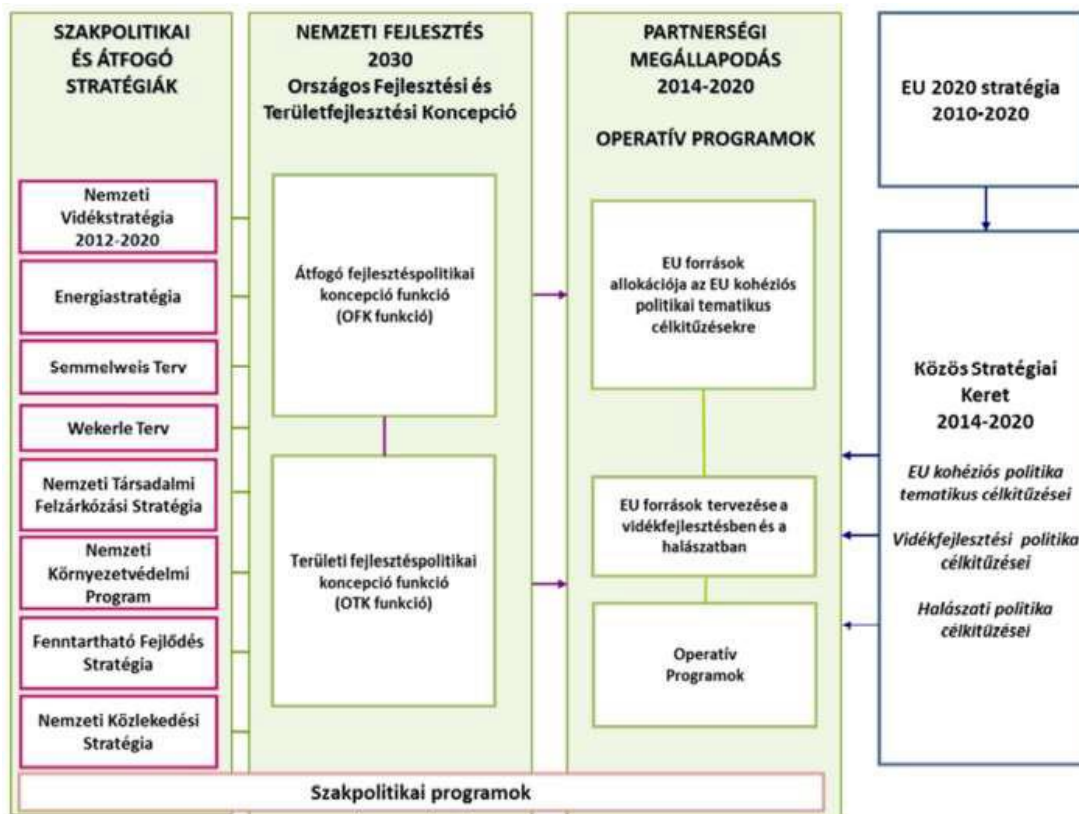 SZAKPOLITIKAI
ÉS ÁTFOGÓ
STRATÉGIÁK
Nemzeti
Vidékstratégia
2012-2020
Energiastratégia
Semmelweis Terv
Wekerle Terv
Nemzeti Társadalmi
Felzárkózási Stratégia
Nemzeti
Környezetvédelmi
Program
Fenntartható Fejlődés
Stratégia
Nemzeti Közlekedési
Stratégia
NEMZETI FEJLESZTÉS
2030
Országos Fejlesztési és
Területfejlesztési Koncepció
Átfogó fejlesztéspolitikai
koncepció funkció
(OFK funkció)
Területi fejlesztéspolitikai
koncepció funkció
(OTK funkció)
PARTNERSÉGI
MEGÁLLAPODÁS
2014-2020
OPERATÍV PROGRAMOK
EU források
allokációja az EU kohéziós
politikai tematikus
célkitűzésekre
EU források tervezése a
vidékfejlesztésben és a
halászatban
Operatív
Programok
EU 2020 stratégia
2010-2020
Közös Stratégiai
Keret
2014-2020
EU kohéziós politika
tematikus célkitűzései
Vidékfejlesztési politika
célkitűzései
Halászati politika
célkitűzései
Szakpolitikai programok